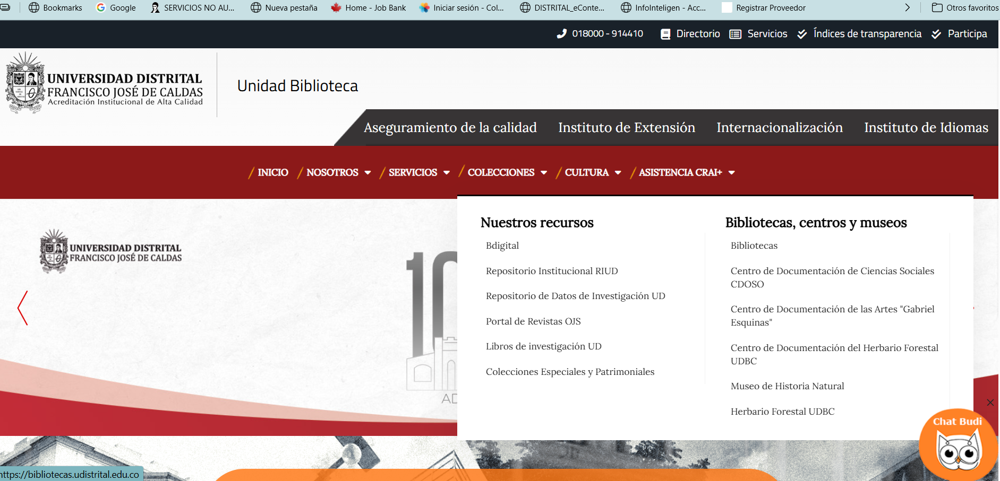 Bookmarks
Google
SERVICIOS NO AU...
Nueva pestaña
Home - Job Bank
Iniciar sesión - Col...
DISTRITAL_eConte...
InfoInteligen - Acc...
Registrar Proveedor
Otros favoritos
018000 - 914410
Directorio
Servicios
Índices de transparencia
Participa
UNIVERSIDAD DISTRITAL
FRANCISCO JOSÉ DE CALDAS
Acreditación Institucional de Alta Calidad
Unidad Biblioteca
Aseguramiento de la calidad
Instituto de Extensión
Internacionalización
Instituto de Idiomas
INICIO
NOSOTROS
SERVICIOS
COLECCIONES
CULTURA
ASISTENCIA CRAI+
UNIVERSIDAD DISTRITAL
FRANCISCO JOSÉ DE CALDAS
10
AD
Nuestros recursos
Bdigital
Repositorio Institucional RIUD
Repositorio de Datos de Investigación UD
Portal de Revistas OJS
Libros de investigación UD
Colecciones Especiales y Patrimoniales
Bibliotecas, centros y museos
Bibliotecas
Centro de Documentación de Ciencias Sociales
CDOSO
Centro de Documentación de las Artes "Gabriel
Esquinas"
Centro de Documentación del Herbario Forestal
UDBC
Museo de Historia Natural
Herbario Forestal UDBC
Chat Budi
https://bibliotecas.udistrital.edu.co